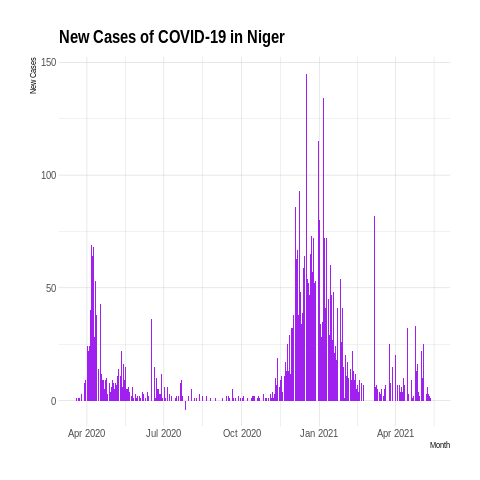 New Cases of COVID-19 in Niger
New Cases
150
100
50
0
Apr 2020 Jul 2020 Oct 2020 Jan 2021 Apr 2021
Month